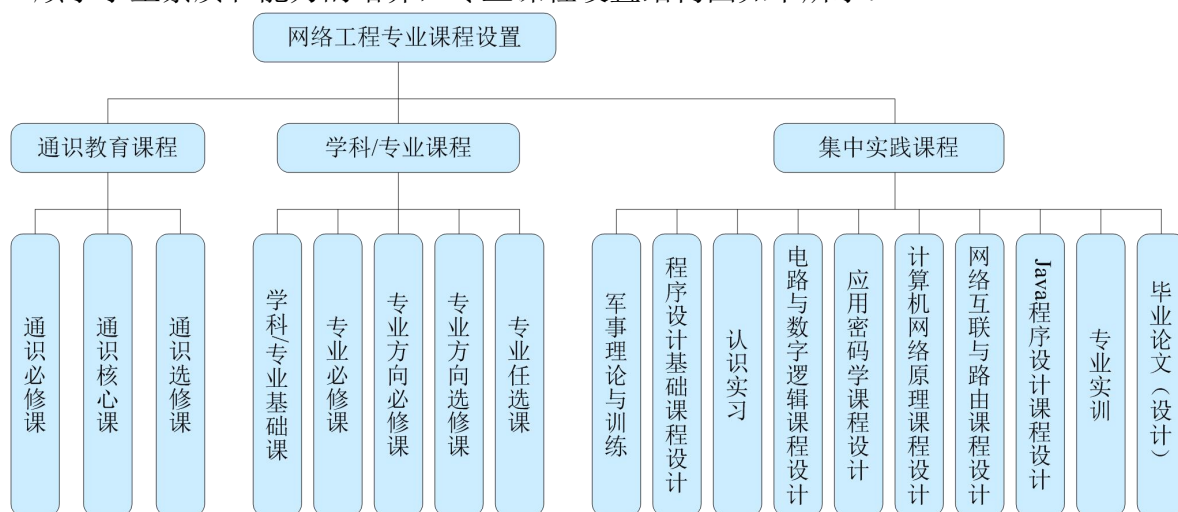 网络工程专业课程设置
通识教育课程
学科/专业课程
集中实践课程
通识必修课
通识核心课
通识选修课
学科/专业基础课
专业必修课
专业方向必修课
专业方向选修课
专业任选课
军事理论与训练
程序设计基础课程设计
认识实习
电路与数字逻辑课程设计
应用密码学课程设计
计算机网络原理课程设计
网络互联与路由课程设计
Java程序设计课程设计
专业实训
毕业论文（设计）